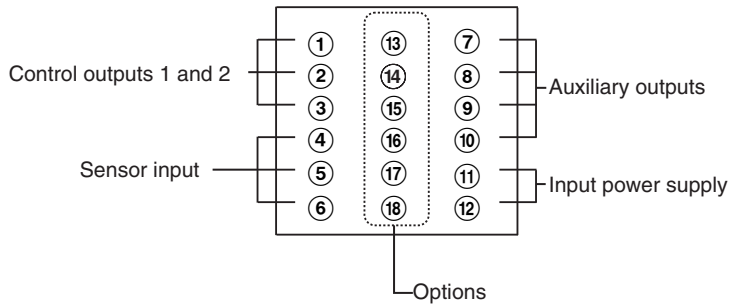 1 13 7
Control outputs 1 and 2 2 14 8 Auxiliary outputs
3 15 9
4 16 10
Sensor input 5 17 11 Input power supply
6 18 12
Options